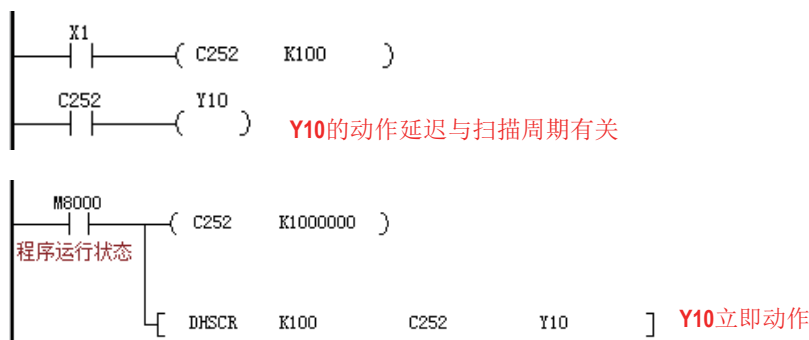 X1
C252 K100
C252 Y10
Y10的动作延迟与扫描周期有关
M8000
C252 K1000000
程序运行状态
DHSCR K100 C252 Y10 Y10立即动作